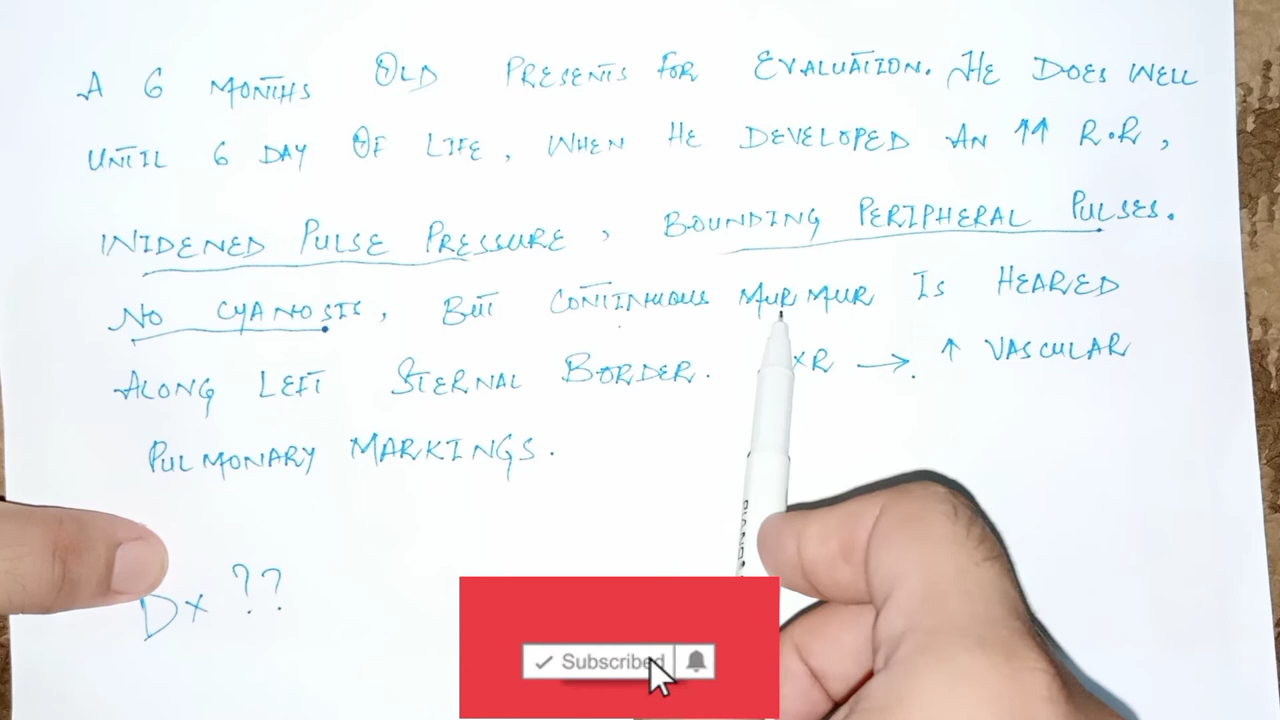 A 6 MONTHS OLD PRESENTS FOR EVALUATION. HE DOES WELL
UNTIL 6 DAY OF LIFE, WHEN HE DEVELOPED AN ↑↑ R.R,
WIDENED PULSE PRESSURE, BOUNDING PERIPHERAL PULSES.
NO CYANOSIS, BUT CONTINUOUS MURMUR IS HEARED
ALONG LEFT STERNAL BORDER. XR → ↑ VASCULAR
PULMONARY MARKINGS.
Dx ??
Subscribed